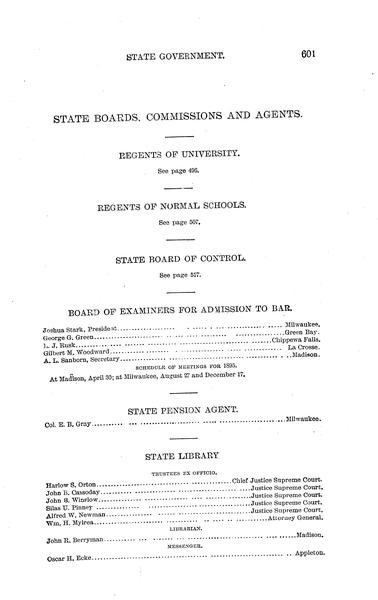 STATE GOVERNMENT. 601
STATE BOARDS, COMMISSIONS AND AGENTS.
REGENTS OF UNIVERSITY.
See page 496.
REGENTS OF NORMAL SCHOOLS.
See page 507.
STATE BOARD OF CONTROL.
See page 517.
BOARD OF EXAMINERS FOR ADMISSION TO BAR.
Joshua Stark, President Milwaukee.
George G. Green Green Bay.
L. J. Rusk Chippewa Falls.
Gilbert M. Woodward La Crosse.
A. L. Sanborn, Secretary Madison.
SCHEDULE OF MEETINGS FOR 1895.
At Madison, April 30; at Milwaukee, August 27 and December 17.
STATE PENSION AGENT.
Col. E. B. Gray Milwaukee.
STATE LIBRARY
TRUSTEES EX OFFICIO.
Harlow S. Orton Chief Justice Supreme Court.
John B. Cassoday Justice Supreme Court.
John S. Winslow Justice Supreme Court.
Silas U. Pinney Justice Supreme Court.
Alfred W. Newman Justice Supreme Court.
Wm. H. Mylrea Attorney General.
LIBRARIAN.
John R. Berryman Madison.
MESSENGER.
Oscar H. Ecke Appleton.